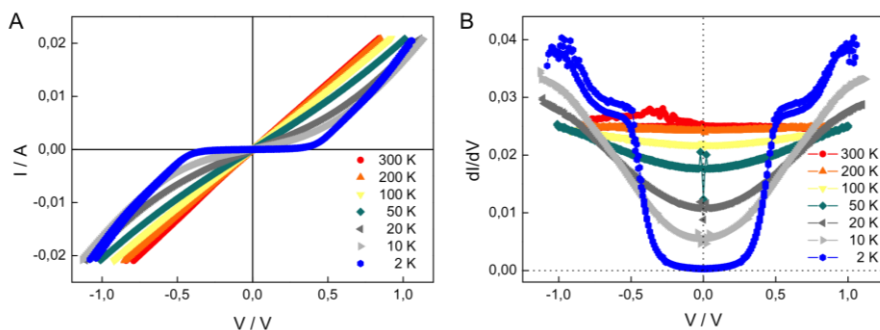 A
I / A
0,02
0,01
0,00
-0,01
-0,02
300 K
200 K
100 K
50 K
20 K
10 K
2 K
-1,0 -0,5 0,0 0,5 1,0
V / V
B
dI/dV
0,04
0,03
0,02
0,01
0,00
300 K
200 K
100 K
50 K
20 K
10 K
2 K
-1,0 -0,5 0,0 0,5 1,0
V / V